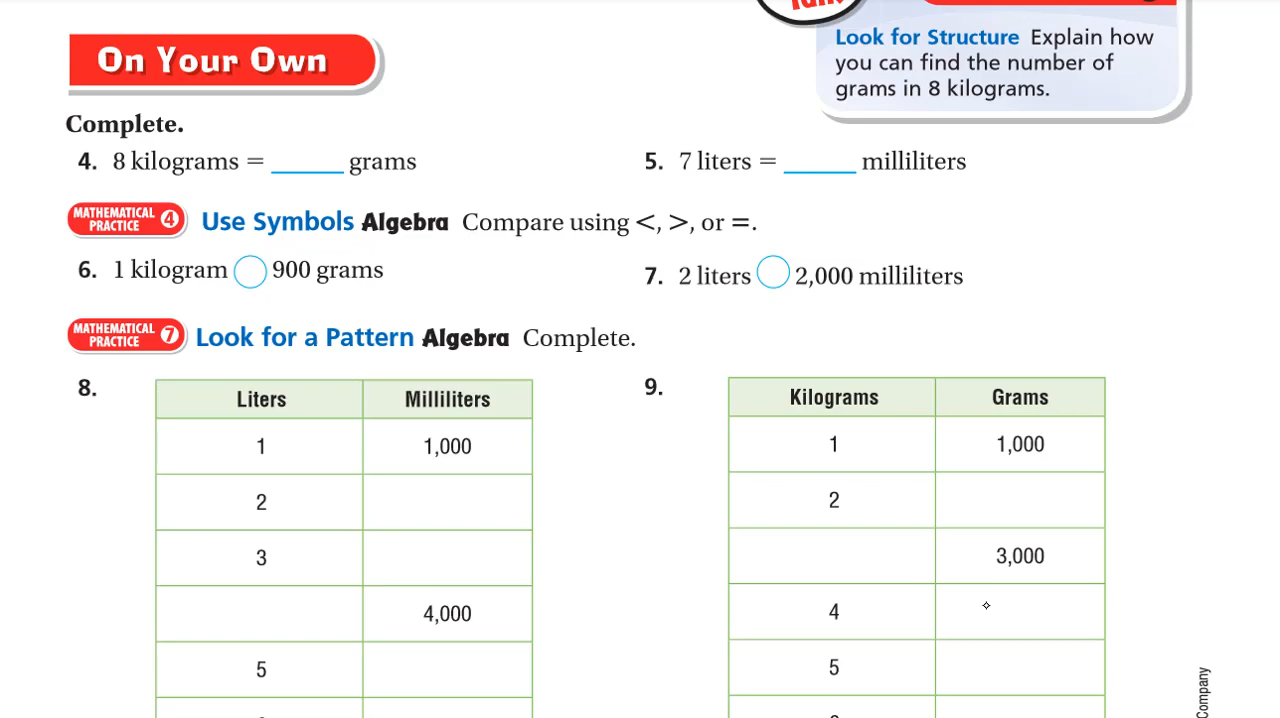 Look for Structure Explain how
you can find the number of
grams in 8 kilograms.
On Your Own
Complete.
4. 8 kilograms = ______ grams
5. 7 liters = ______ milliliters
MATHEMATICAL PRACTICE 4 Use Symbols Algebra Compare using <, >, or =.
6. 1 kilogram ◯ 900 grams
7. 2 liters ◯ 2,000 milliliters
MATHEMATICAL PRACTICE 7 Look for a Pattern Algebra Complete.
8.
Liters Milliliters
1 1,000
2
3
4,000
5
9.
Kilograms Grams
1 1,000
2
3,000
4
5
Company